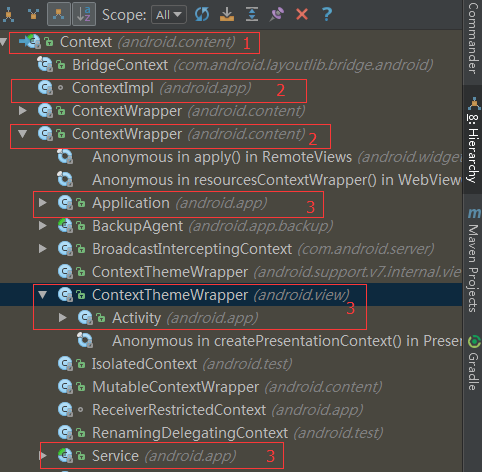 Scope: All
Context (android.content) 1
BridgeContext (com.android.layoutlib.bridge.android)
ContextImpl (android.app) 2
ContextWrapper (android.content)
ContextWrapper (android.content) 2
Anonymous in apply() in RemoteViews (android.widge
Anonymous in resourcesContextWrapper() in WebView
Application (android.app) 3
BackupAgent (android.app.backup)
BroadcastInterceptingContext (com.android.server)
ContextThemeWrapper (android.support.v7.internal.vie
ContextThemeWrapper (android.view) 3
Activity (android.app)
Anonymous in createPresentationContext() in Presen
IsolatedContext (android.test)
MutableContextWrapper (android.content)
ReceiverRestrictedContext (android.app)
RenamingDelegatingContext (android.test)
Service (android.app) 3
Commander
8: Hierarchy
m Maven Projects
Gradle